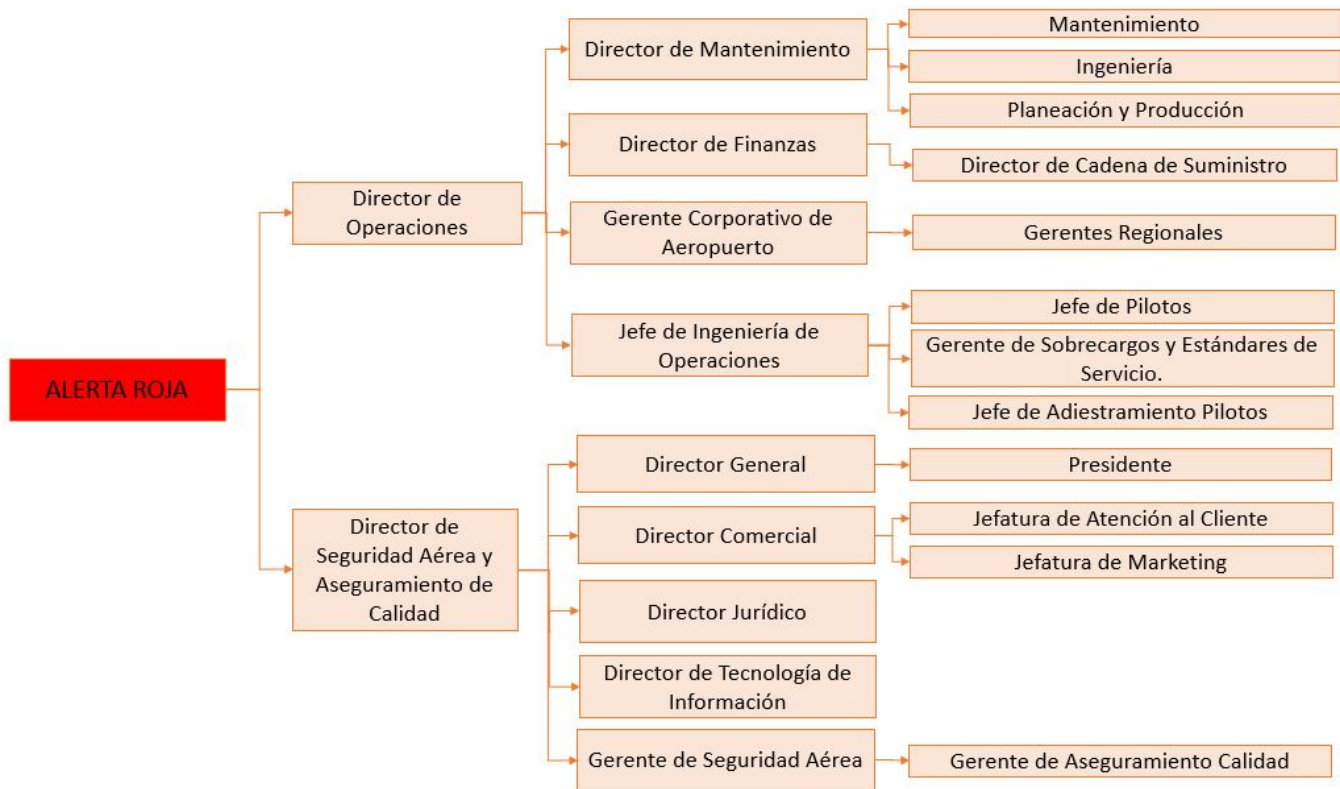 ALERTA ROJA
Director de
Operaciones
Director de Mantenimiento
Mantenimiento
Ingeniería
Planeación y Producción
Director de Finanzas
Director de Cadena de Suministro
Gerente Corporativo de
Aeropuerto
Gerentes Regionales
Jefe de Ingeniería de
Operaciones
Jefe de Pilotos
Gerente de Sobrecargos y Estándares de
Servicio.
Jefe de Adiestramiento Pilotos
Director de
Seguridad Aérea y
Aseguramiento de
Calidad
Director General
Presidente
Director Comercial
Jefatura de Atención al Cliente
Jefatura de Marketing
Director Jurídico
Director de Tecnología de
Información
Gerente de Seguridad Aérea
Gerente de Aseguramiento Calidad